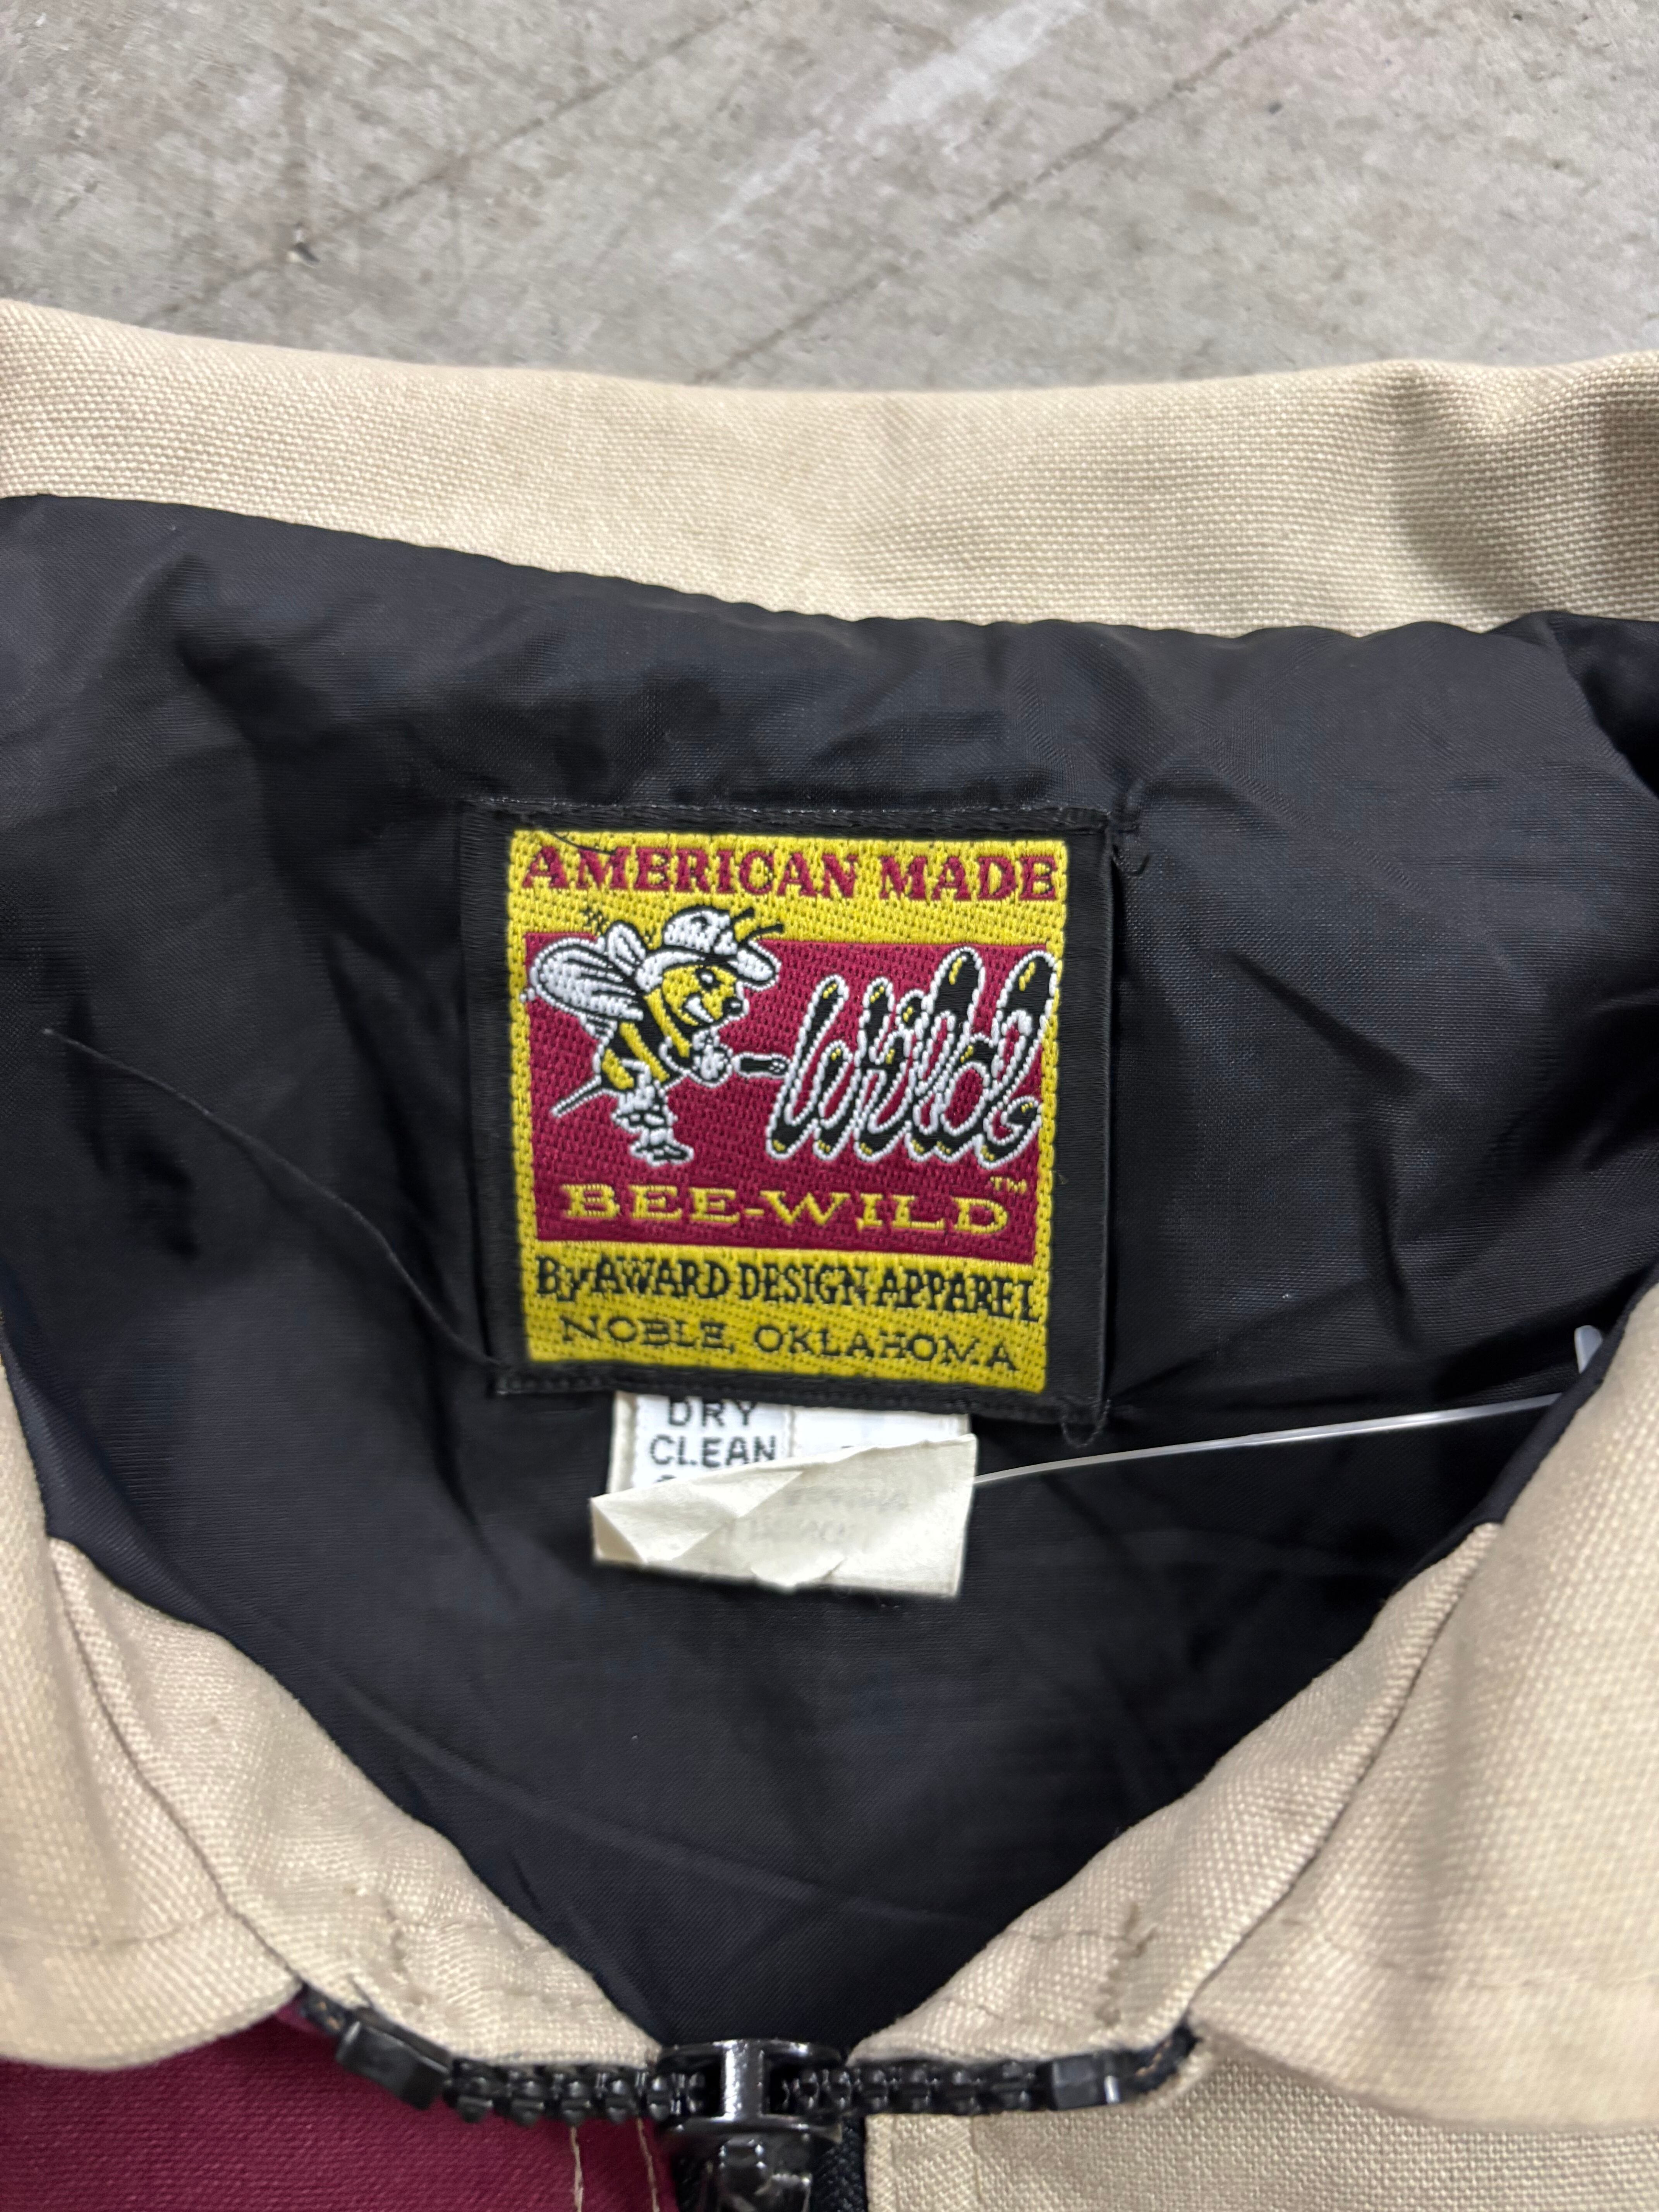 AMERICAN MADE
Wild
BEE-WILD™
By AWARD DESIGN APPAREL
NOBLE, OKLAHOMA
DRY
CLEAN